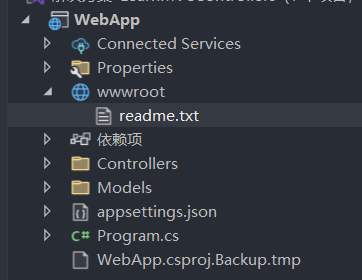 WebApp
Connected Services
Properties
wwwroot
readme.txt
依赖项
Controllers
Models
appsettings.json
C# Program.cs
WebApp.csproj.Backup.tmp